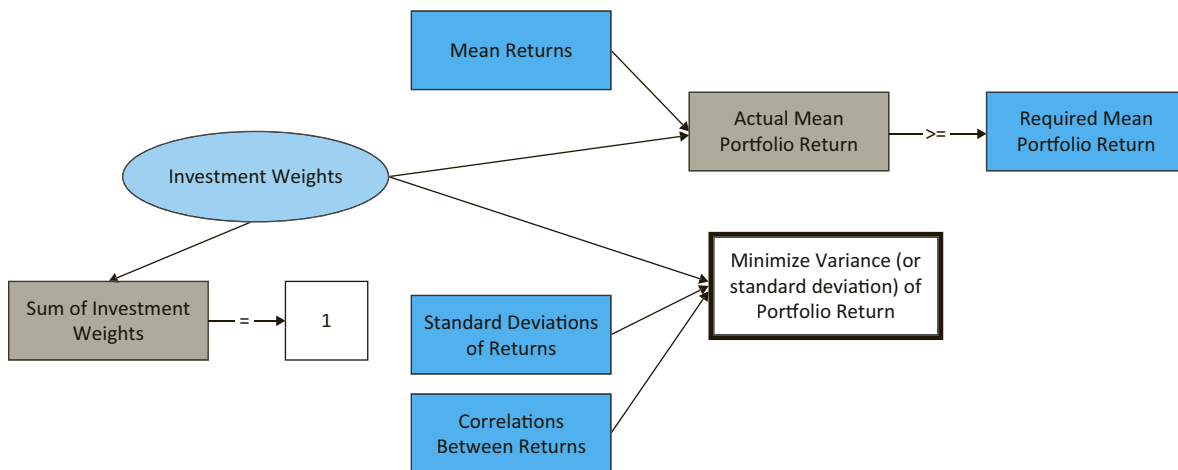 Mean Returns
Actual Mean
Portfolio Return
>=
Required Mean
Portfolio Return
Investment Weights
Minimize Variance (or
standard deviation) of
Portfolio Return
Sum of Investment
Weights
=
1
Standard Deviations
of Returns
Correlations
Between Returns